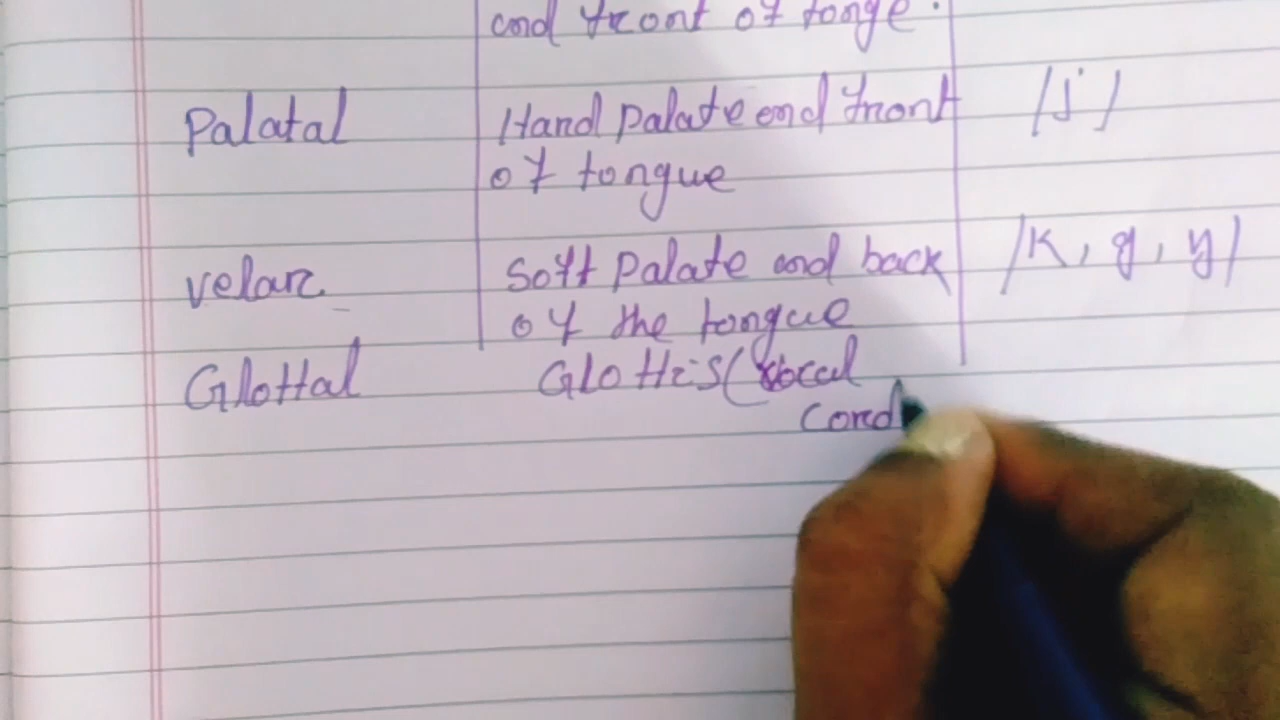 and front of tonge.
Palatal Hard palate and front /j/
of tongue
velar Soft palate and back /k, g, y/
of the tongue
Glottal Glottis (vocal
cord